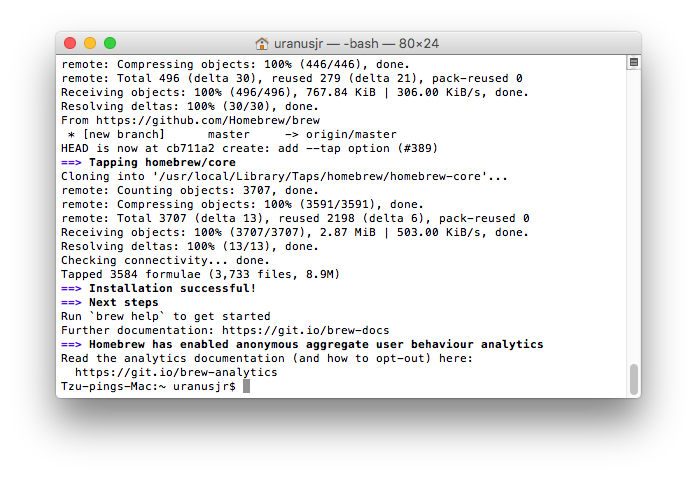 uranusjr — -bash — 80×24
remote: Compressing objects: 100% (446/446), done.
remote: Total 496 (delta 30), reused 279 (delta 21), pack-reused 0
Receiving objects: 100% (496/496), 767.84 KiB | 306.00 KiB/s, done.
Resolving deltas: 100% (30/30), done.
From https://github.com/Homebrew/brew
 * [new branch]      master     -> origin/master
HEAD is now at cb711a2 create: add --tap option (#389)
==> Tapping homebrew/core
Cloning into '/usr/local/Library/Taps/homebrew/homebrew-core'...
remote: Counting objects: 3707, done.
remote: Compressing objects: 100% (3591/3591), done.
remote: Total 3707 (delta 13), reused 2198 (delta 6), pack-reused 0
Receiving objects: 100% (3707/3707), 2.87 MiB | 503.00 KiB/s, done.
Resolving deltas: 100% (13/13), done.
Checking connectivity... done.
Tapped 3584 formulae (3,733 files, 8.9M)
==> Installation successful!
==> Next steps
Run `brew help` to get started
Further documentation: https://git.io/brew-docs
==> Homebrew has enabled anonymous aggregate user behaviour analytics
Read the analytics documentation (and how to opt-out) here:
  https://git.io/brew-analytics
Tzu-pings-Mac:~ uranusjr$